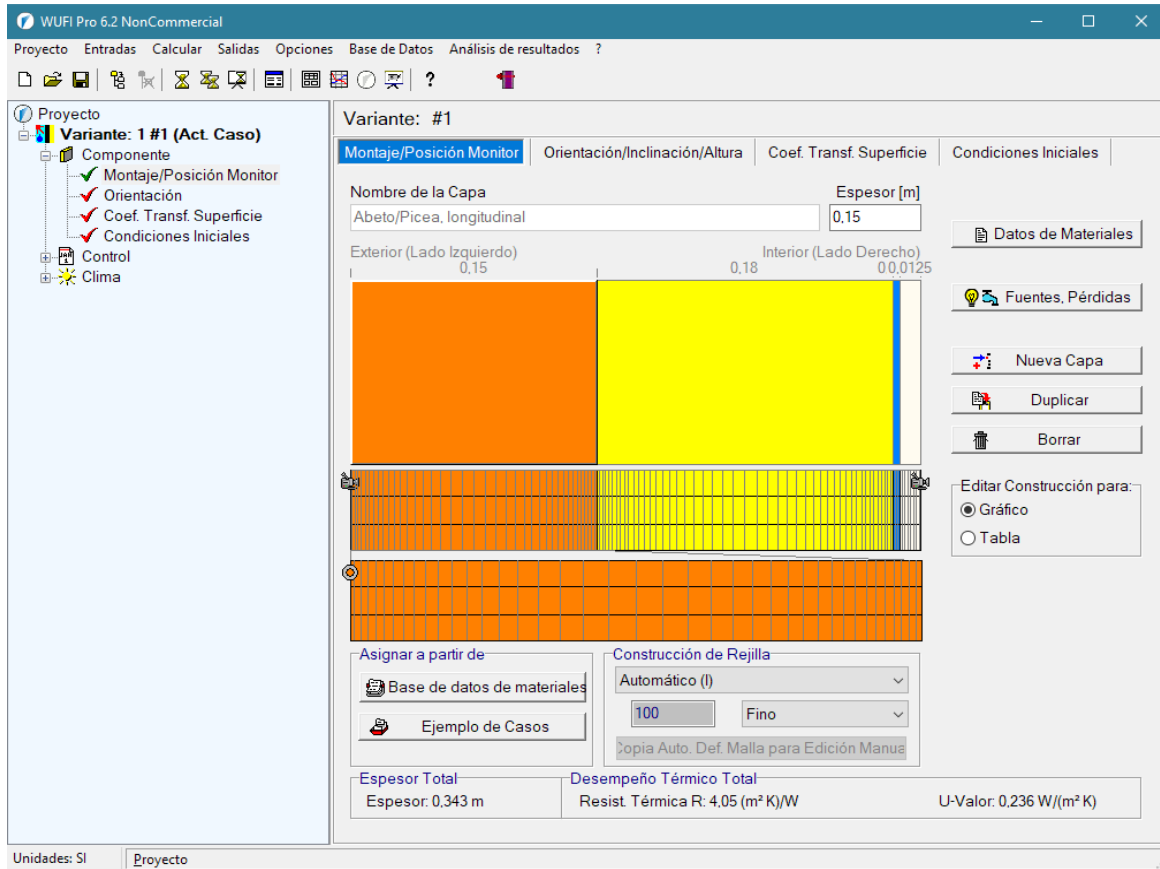 WUFI Pro 6.2 NonCommercial
Proyecto Entradas Calcular Salidas Opciones Base de Datos Análisis de resultados ?
?
Proyecto
Variante: 1 #1 (Act. Caso)
Componente
Montaje/Posición Monitor
Orientación
Coef. Transf. Superficie
Condiciones Iniciales
Control
Clima
Variante: #1
Montaje/Posición Monitor Orientación/Inclinación/Altura Coef. Transf. Superficie Condiciones Iniciales
Nombre de la Capa Espesor [m]
Abeto/Picea, longitudinal 0,15
Exterior (Lado Izquierdo) Interior (Lado Derecho)
0,15 0,18 0 0,0125
Datos de Materiales
Fuentes, Pérdidas
Nueva Capa
Duplicar
Borrar
Editar Construcción para:
Gráfico
Tabla
Asignar a partir de
Base de datos de materiales
Ejemplo de Casos
Construcción de Rejilla
Automático (I)
100 Fino
Copia Auto. Def. Malla para Edición Manua
Espesor Total
Espesor: 0,343 m
Desempeño Térmico Total
Resist. Térmica R: 4,05 (m² K)/W U-Valor: 0,236 W/(m² K)
Unidades: SI Proyecto